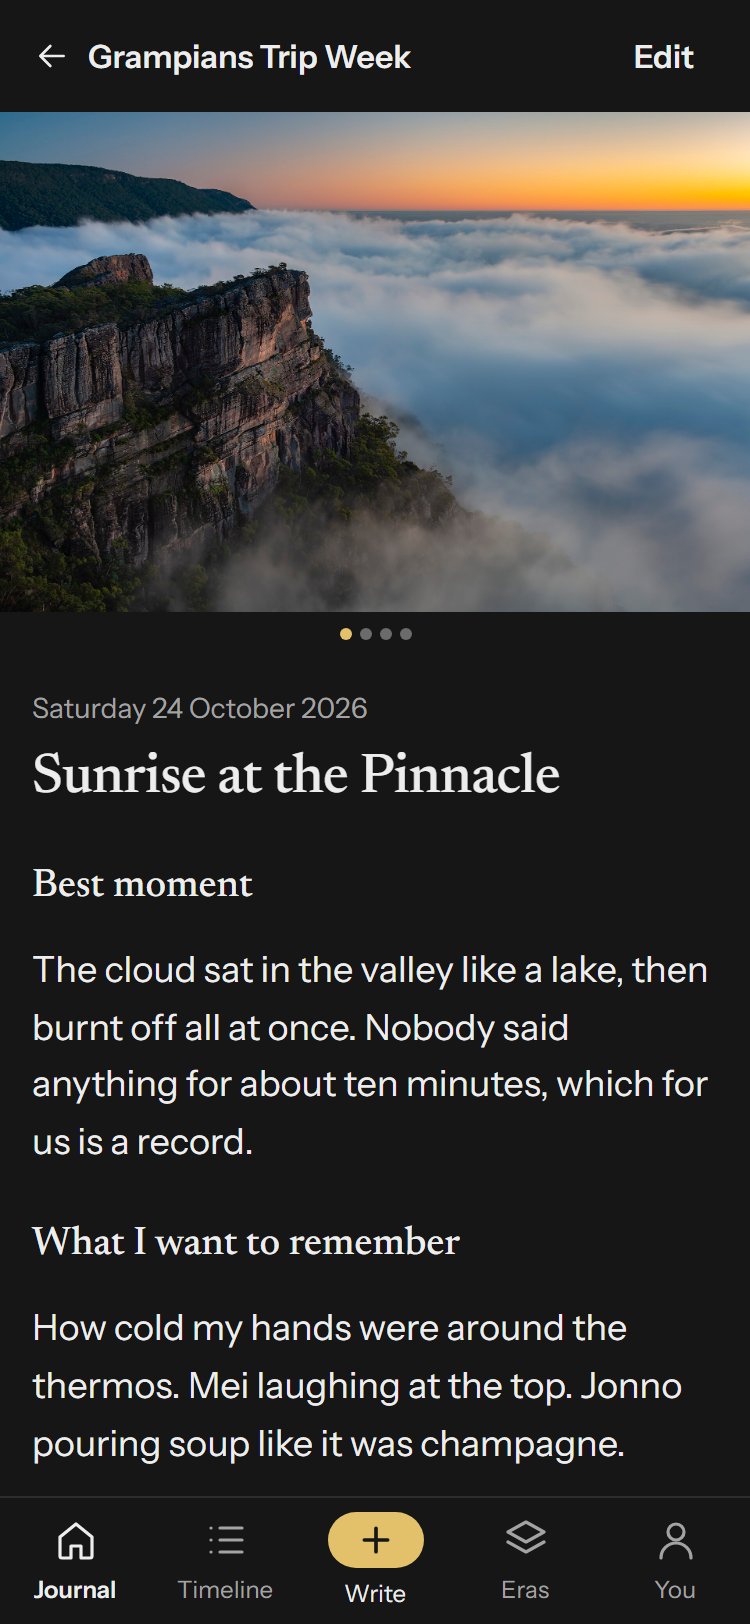 Grampians Trip Week
Edit
Saturday 24 October 2026
Sunrise at the Pinnacle
Best moment
The cloud sat in the valley like a lake, then
burnt off all at once. Nobody said
anything for about ten minutes, which for
us is a record.
What I want to remember
How cold my hands were around the
thermos. Mei laughing at the top. Jonno
pouring soup like it was champagne.
Journal
Timeline
Write
Eras
You